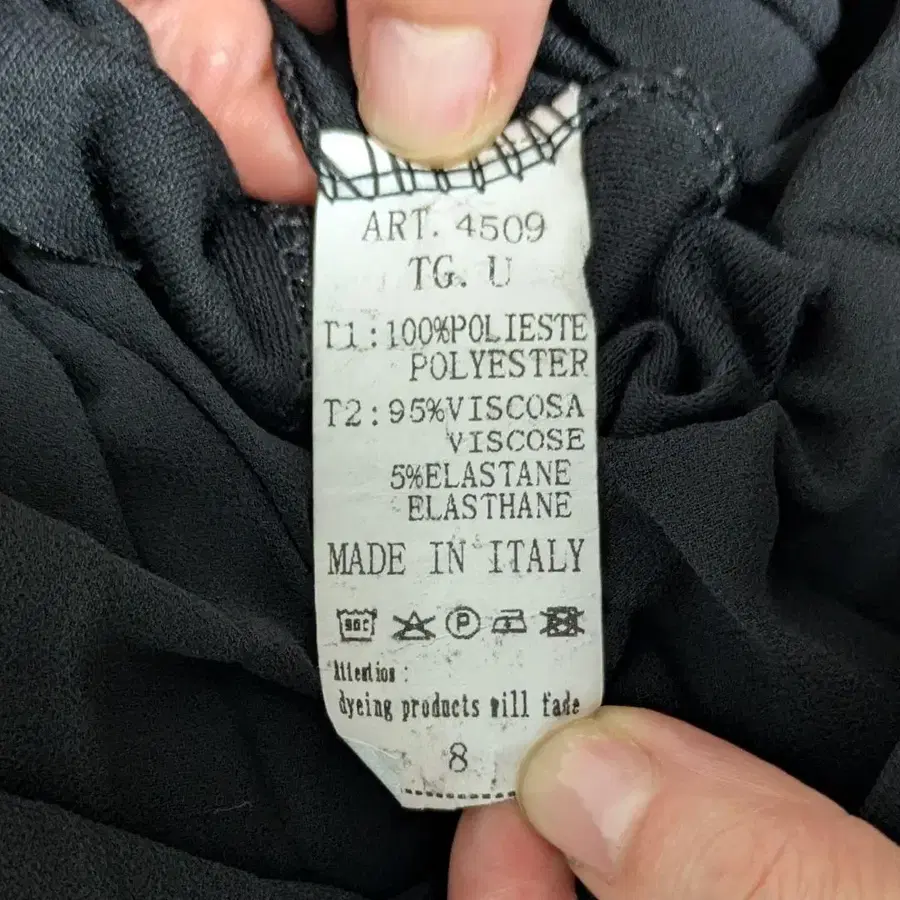 ART. 4509
TG. U
T1:100%POLIESTE
POLYESTER
T2:95%VISCOSA
VISCOSE
5%ELASTANE
ELASTHANE
MADE IN ITALY
P
Attention:
dyeing products will fade
8